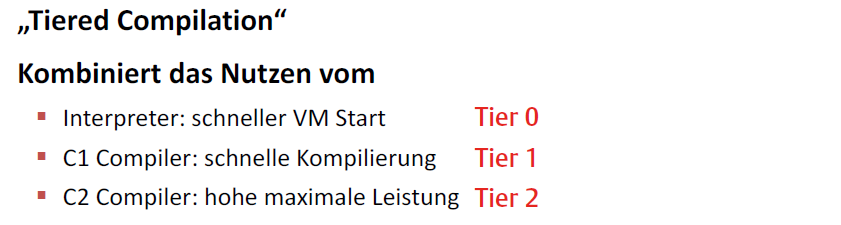 „Tiered Compilation“
Kombiniert das Nutzen vom
▪ Interpreter: schneller VM Start Tier 0
▪ C1 Compiler: schnelle Kompilierung Tier 1
▪ C2 Compiler: hohe maximale Leistung Tier 2